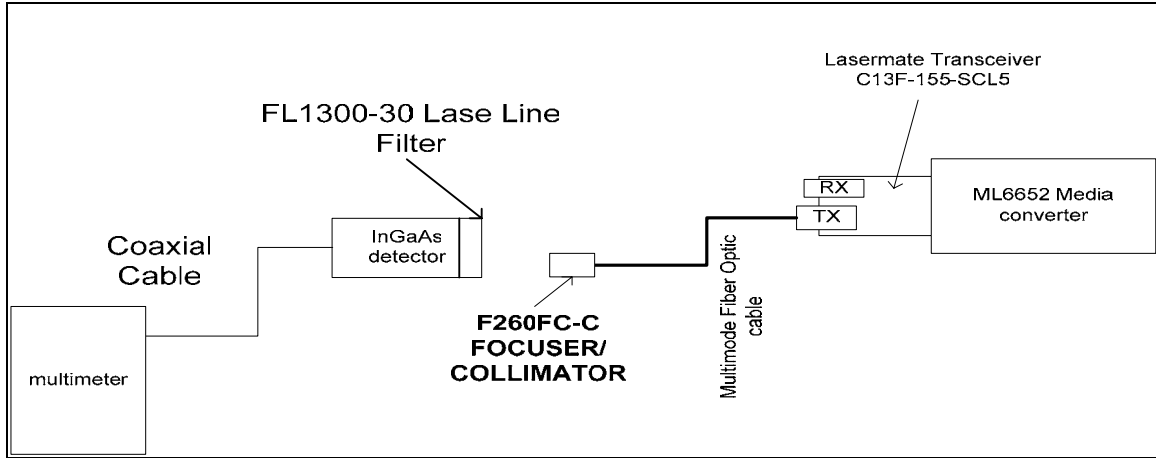 Lasermate Transceiver
C13F-155-SCL5
FL1300-30 Lase Line
Filter
RX
TX
ML6652 Media
converter
InGaAs
detector
Coaxial
Cable
Multimode Fiber Optic
cable
F260FC-C
FOCUSER/
COLLIMATOR
multimeter